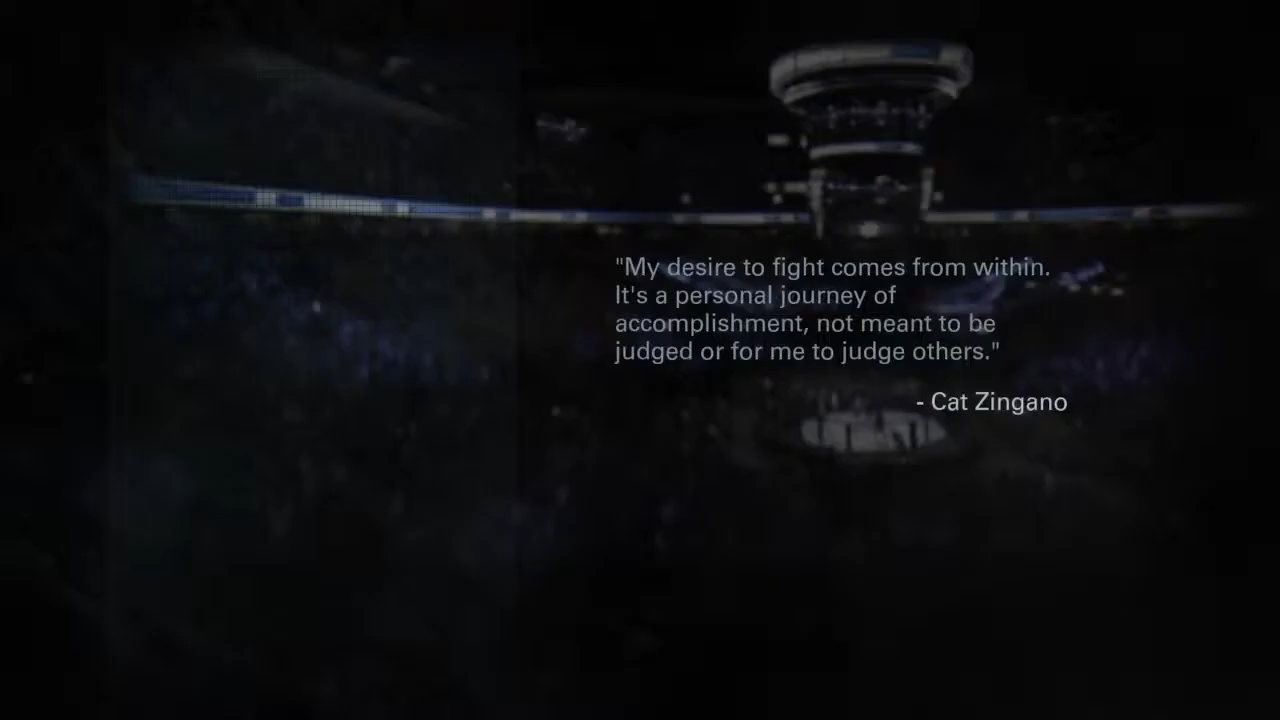 "My desire to fight comes from within.
It's a personal journey of
accomplishment, not meant to be
judged or for me to judge others."
- Cat Zingano